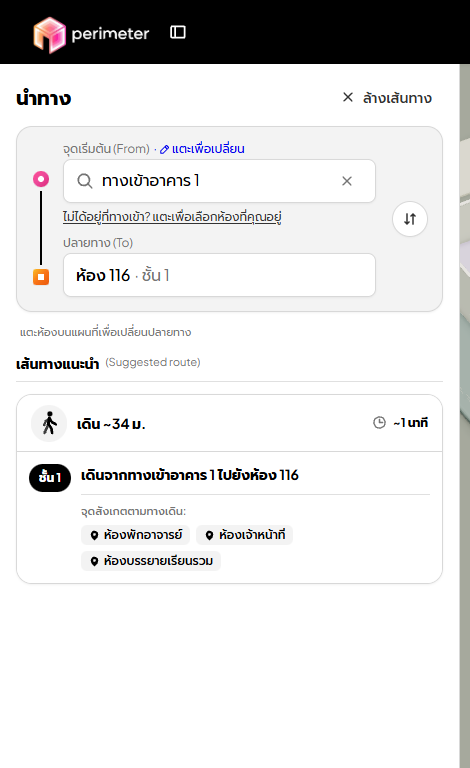 perimeter
นำทาง
ล้างเส้นทาง
จุดเริ่มต้น (From) · แตะเพื่อเปลี่ยน
ทางเข้าอาคาร 1
ไม่ได้อยู่ที่ทางเข้า? แตะเพื่อเลือกห้องที่คุณอยู่
ปลายทาง (To)
ห้อง 116 · ชั้น 1
แตะห้องบนแผนที่เพื่อเปลี่ยนปลายทาง
เส้นทางแนะนำ (Suggested route)
เดิน ~34 ม. ~1 นาที
ชั้น 1 เดินจากทางเข้าอาคาร 1 ไปยังห้อง 116
จุดสังเกตตามทางเดิน:
ห้องพักอาจารย์ ห้องเจ้าหน้าที่
ห้องบรรยายเรียนรวม